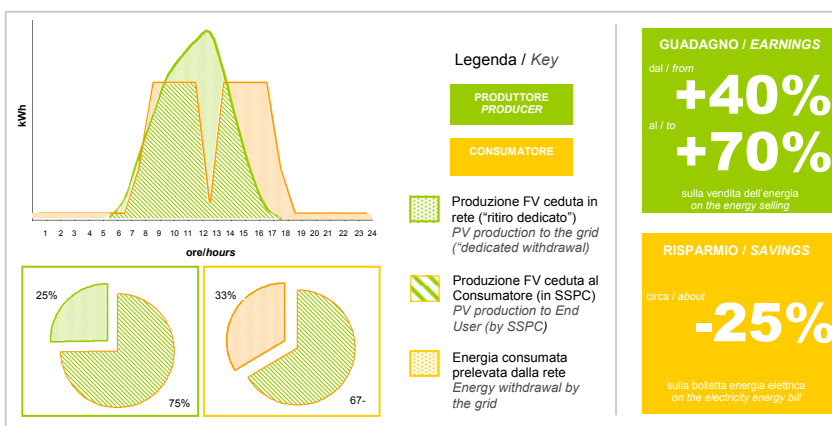 kWh
1 2 3 4 5 6 7 8 9 10 11 12 13 14 15 16 17 18 19 20 21 22 23 24
ore/hours
25%
75%
33%
67-
Legenda / Key
PRODUTTORE
PRODUCER
CONSUMATORE
Produzione FV ceduta in
rete (“ritiro dedicato”)
PV production to the grid
(“dedicated withdrawal)
Produzione FV ceduta al
Consumatore (in SSPC)
PV production to End
User (by SSPC)
Energia consumata
prelevata dalla rete
Energy withdrawal by
the grid
GUADAGNO / EARNINGS
dal / from
+40%
al / to
+70%
sulla vendita dell’energia
on the energy selling
RISPARMIO / SAVINGS
circa / about
-25%
sulla bolletta energia elettrica
on the electricity energy bill